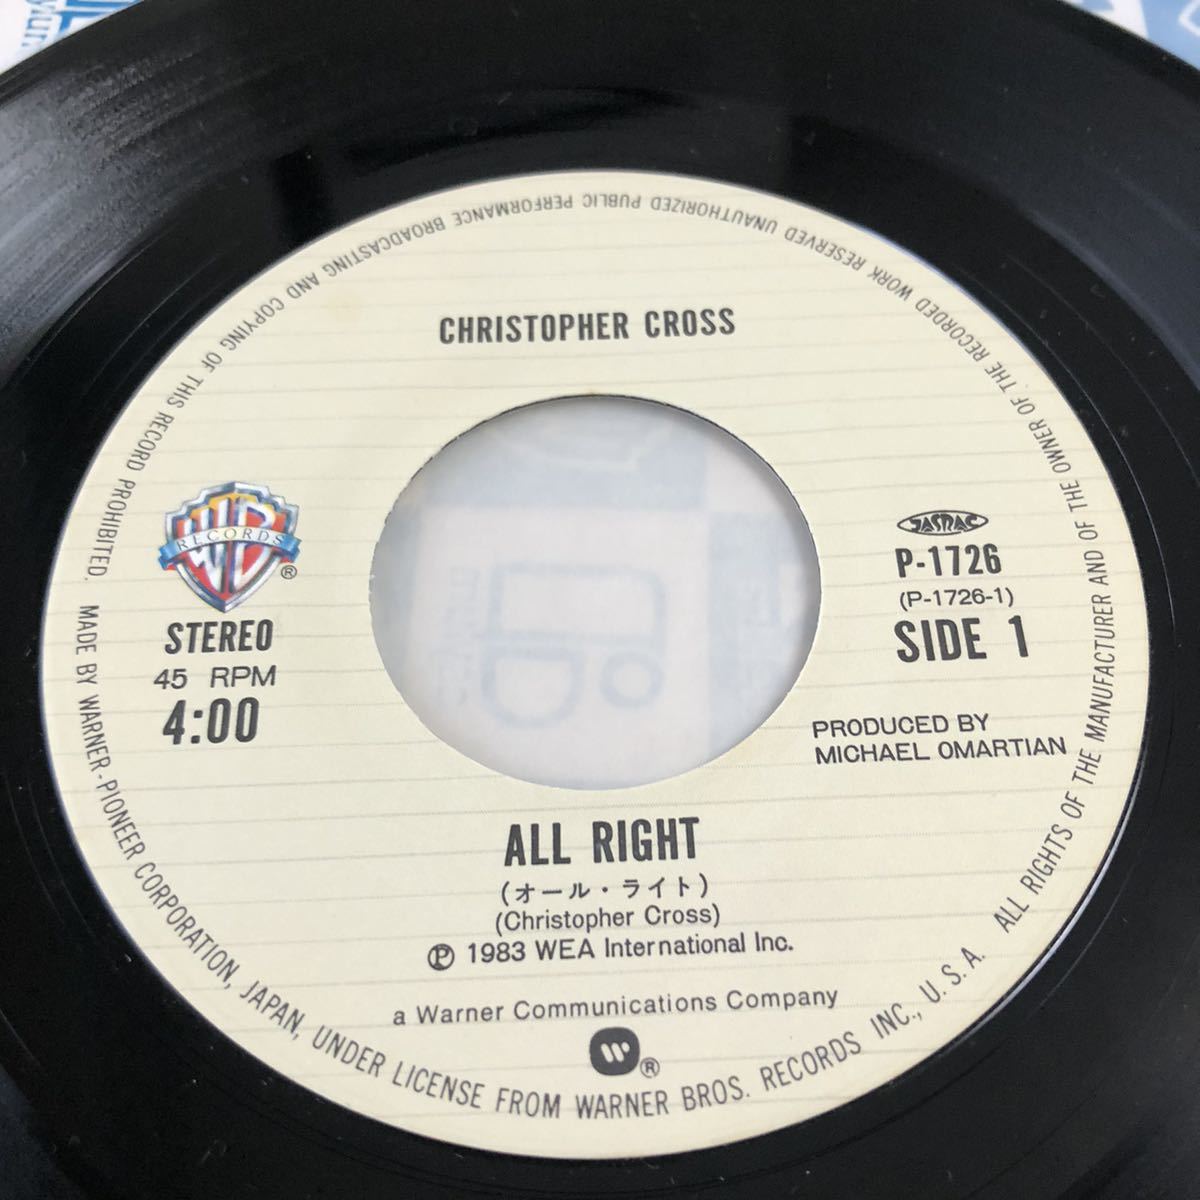 CHRISTOPHER CROSS
WB
RECORDS
®
STEREO
45 RPM
4:00
JASRAC
P-1726
(P-1726-1)
SIDE 1
PRODUCED BY
MICHAEL OMARTIAN
ALL RIGHT
(オール・ライト)
(Christopher Cross)
Ⓟ 1983 WEA International Inc.
a Warner Communications Company
W®
ALL RIGHTS OF THE MANUFACTURER AND OF THE OWNER OF THE RECORDED WORK RESERVED UNAUTHORIZED PUBLIC PERFORMANCE BROADCASTING AND COPYING OF THIS RECORD PROHIBITED. MADE BY WARNER-PIONEER CORPORATION, JAPAN, UNDER LICENSE FROM WARNER BROS. RECORDS INC., U.S.A.